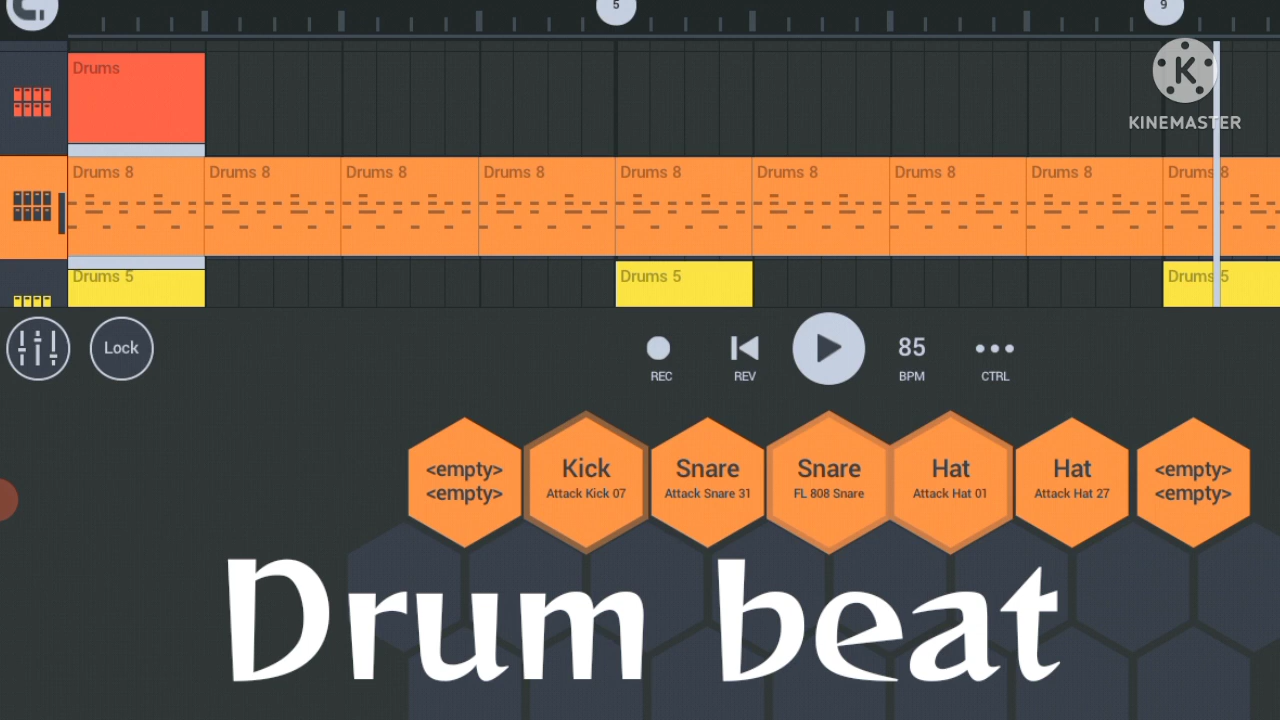 5
9
Drums
KINEMASTER
Drums 8
Drums 8
Drums 8
Drums 8
Drums 8
Drums 8
Drums 8
Drums 8
Drums 8
Drums 5
Drums 5
Drums 5
Lock
REC
REV
85
BPM
CTRL
<empty>
<empty>
Kick
Attack Kick 07
Snare
Attack Snare 31
Snare
FL 808 Snare
Hat
Attack Hat 01
Hat
Attack Hat 27
<empty>
<empty>
Drum beat